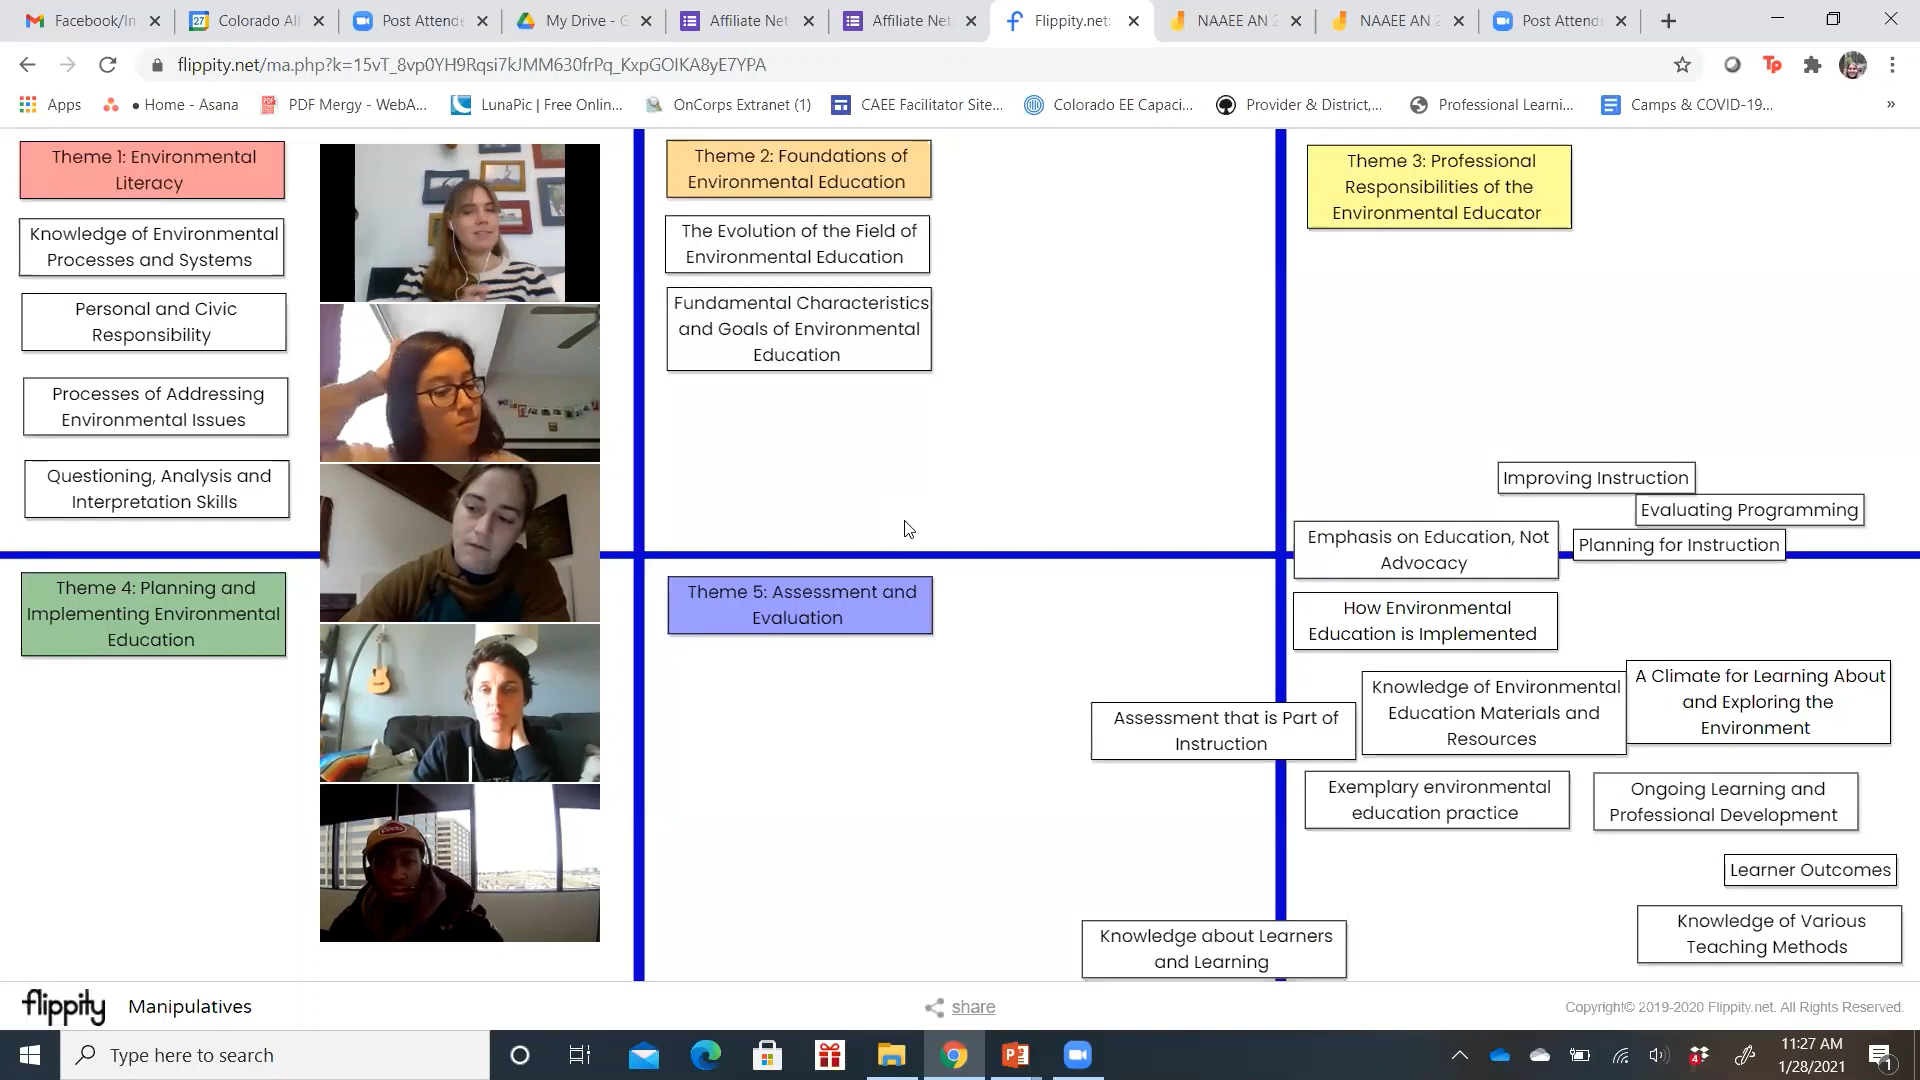 Facebook/In
Colorado All
Post Attende
My Drive - G
Affiliate Net
Affiliate Net
Flippity.net:
NAAEE AN 2
NAAEE AN 2
Post Attende
flippity.net/ma.php?k=15vT_8vp0YH9Rqsi7kJMM630frPq_KxpGOIKA8yE7YPA
Apps
• Home - Asana
PDF Mergy - WebA...
LunaPic | Free Onlin...
OnCorps Extranet (1)
CAEE Facilitator Site...
Colorado EE Capaci...
Provider & District,...
Professional Learni...
Camps & COVID-19...
»
Theme 1: Environmental
Literacy
Knowledge of Environmental
Processes and Systems
Personal and Civic
Responsibility
Processes of Addressing
Environmental Issues
Questioning, Analysis and
Interpretation Skills
Theme 2: Foundations of
Environmental Education
The Evolution of the Field of
Environmental Education
Fundamental Characteristics
and Goals of Environmental
Education
Theme 3: Professional
Responsibilities of the
Environmental Educator
Improving Instruction
Evaluating Programming
Emphasis on Education, Not
Advocacy
Planning for Instruction
Theme 4: Planning and
Implementing Environmental
Education
Theme 5: Assessment and
Evaluation
How Environmental
Education is Implemented
Assessment that is Part of
Instruction
Knowledge of Environmental
Education Materials and
Resources
A Climate for Learning About
and Exploring the
Environment
Exemplary environmental
education practice
Ongoing Learning and
Professional Development
Learner Outcomes
Knowledge about Learners
and Learning
Knowledge of Various
Teaching Methods
flippity
Manipulatives
share
Copyright© 2019-2020 Flippity.net. All Rights Reserved.
Type here to search
11:27 AM
1/28/2021